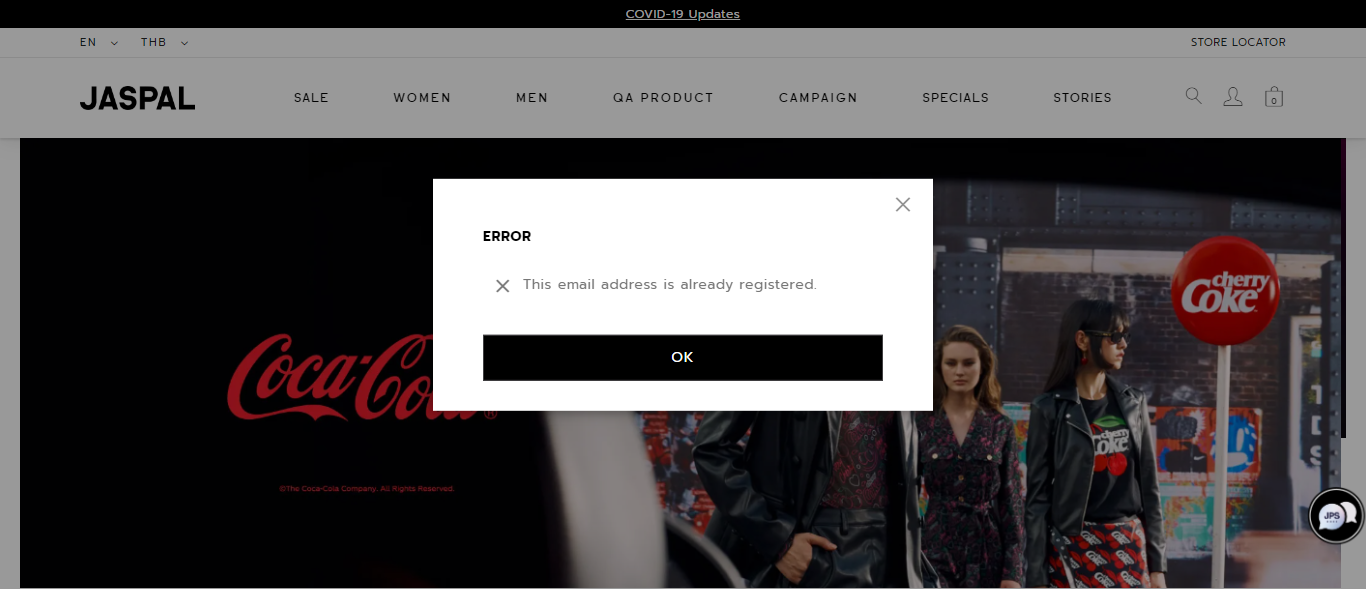 COVID-19 Updates
EN THB STORE LOCATOR
JASPAL SALE WOMEN MEN QA PRODUCT CAMPAIGN SPECIALS STORIES 0
ERROR
This email address is already registered.
OK
cherry
Coke
Coca-Cola®
cherry
Coke
©The Coca-Cola Company. All Rights Reserved.
JPS